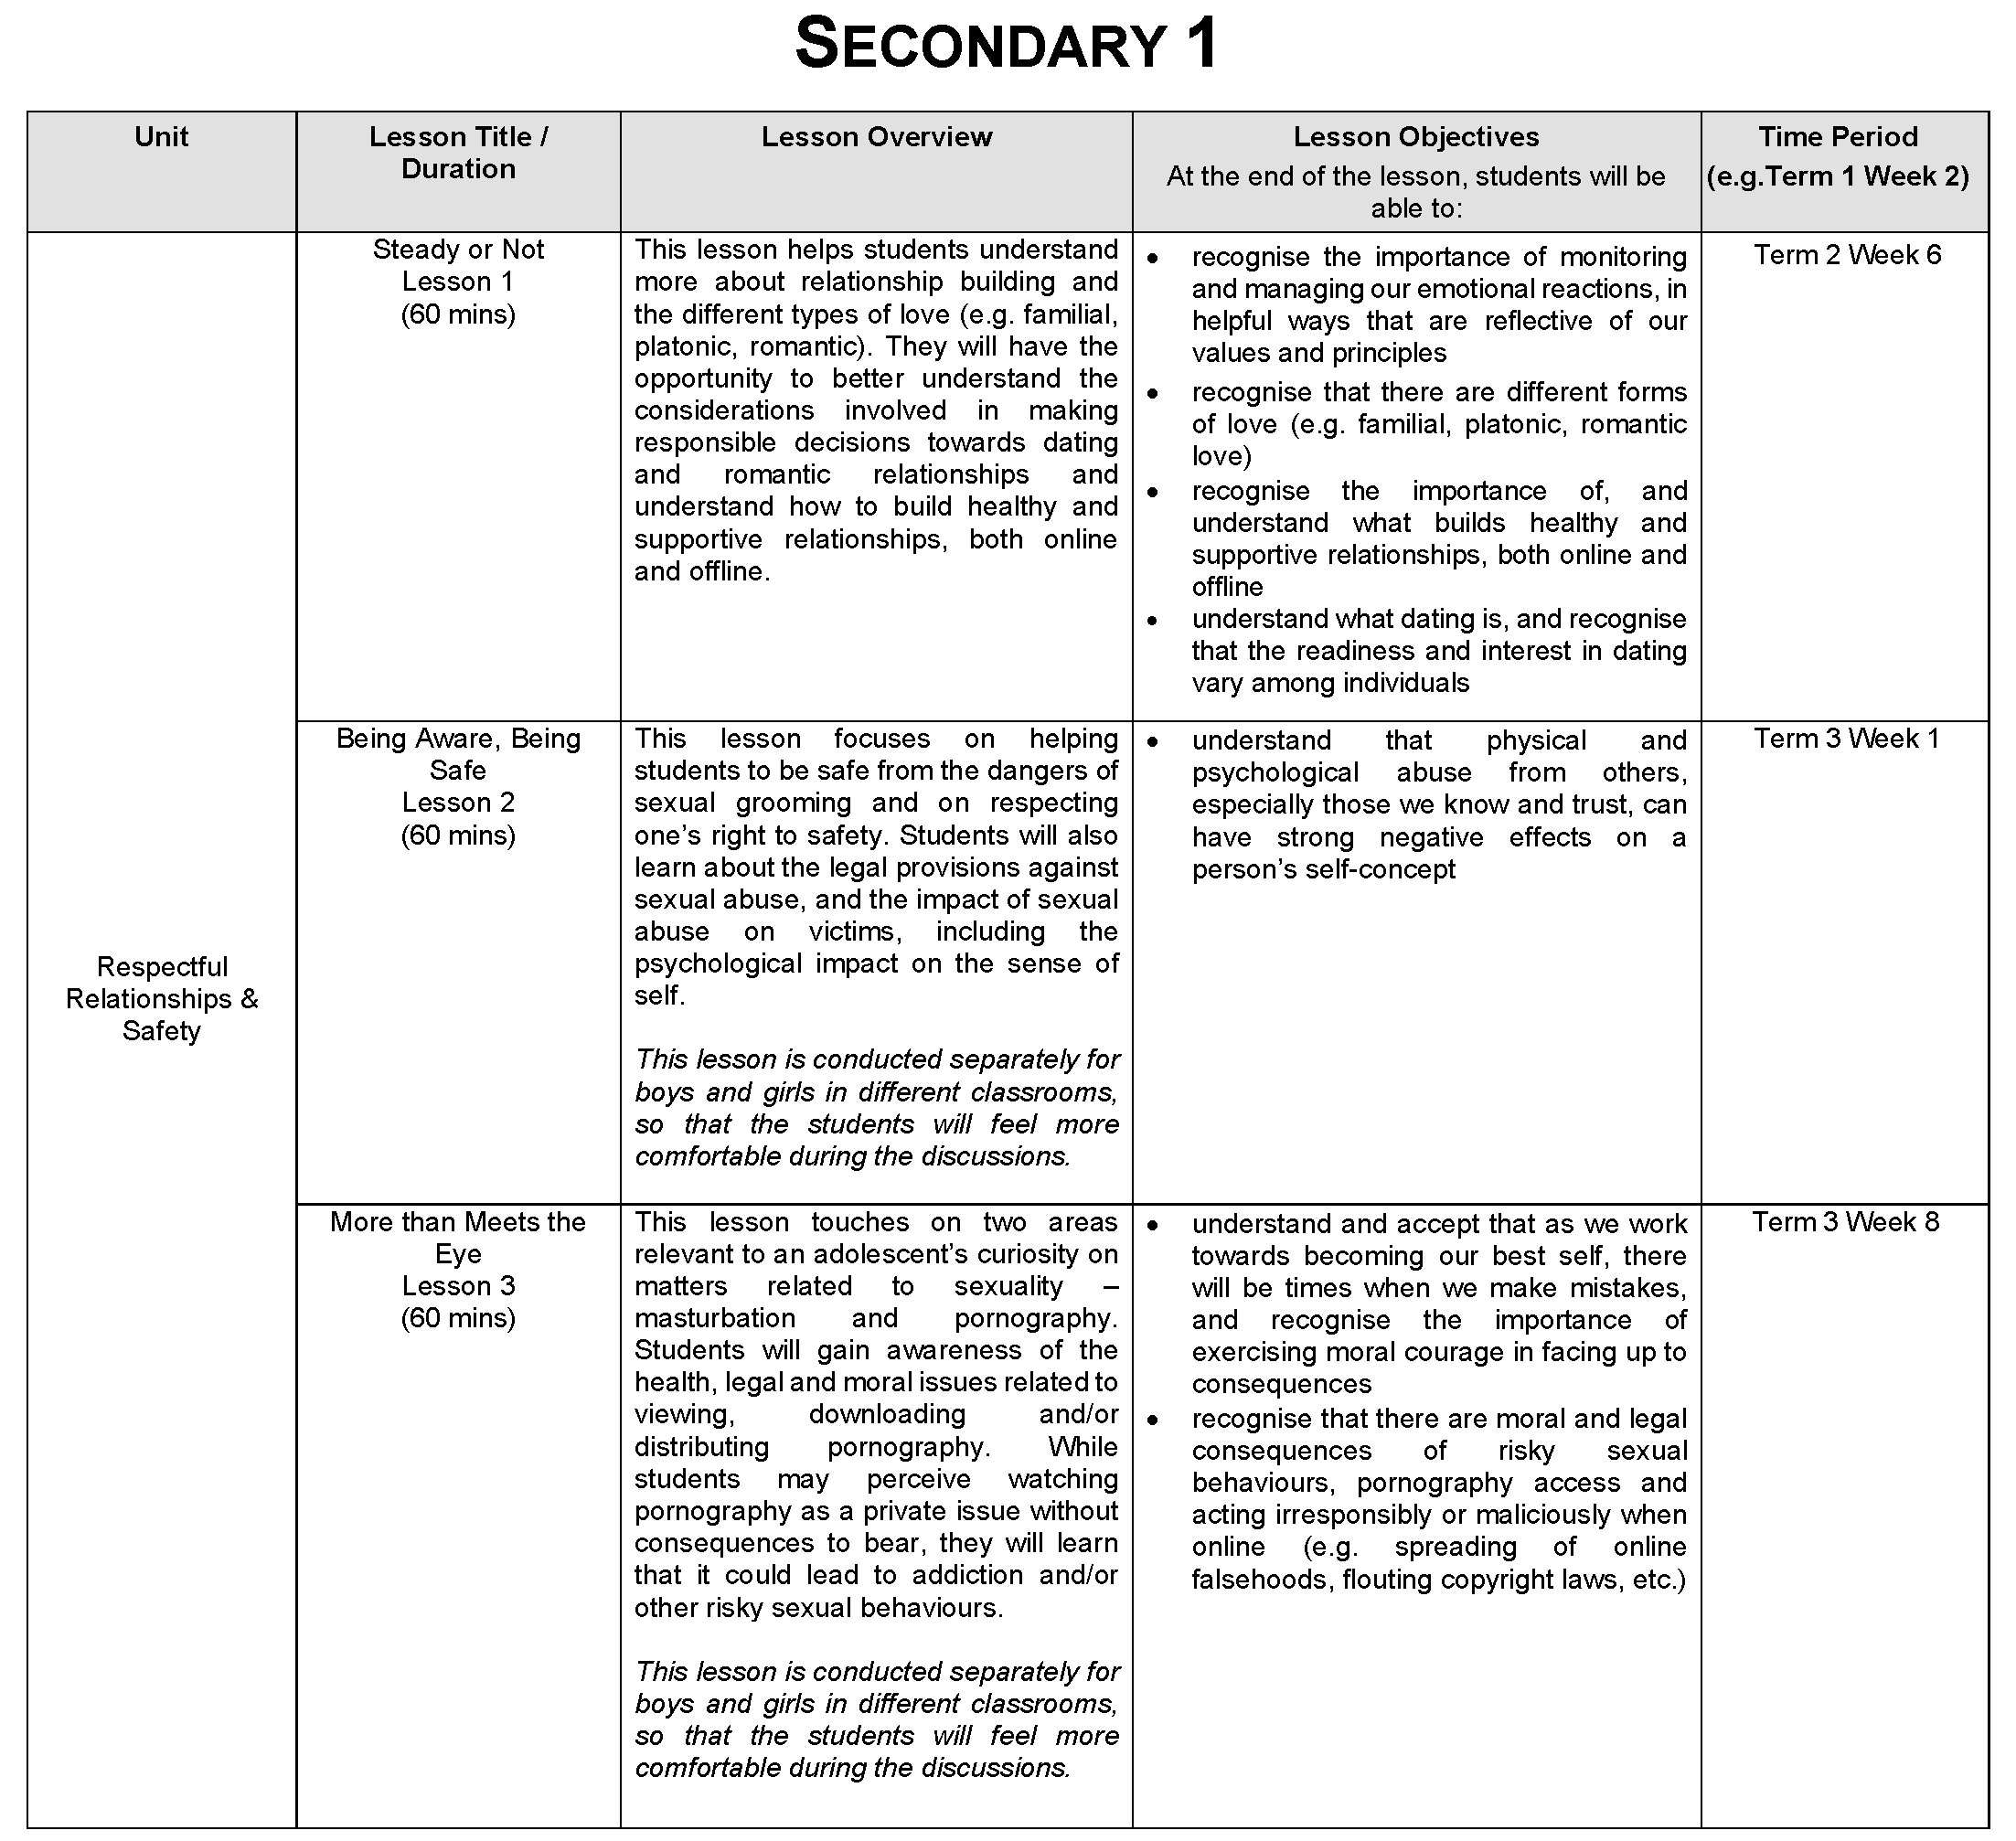 SECONDARY 1
Unit
Lesson Title /
Duration
Lesson Overview
Lesson Objectives
At the end of the lesson, students will be
able to:
Time Period
(e.g.Term 1 Week 2)
Respectful
Relationships &
Safety
Steady or Not
Lesson 1
(60 mins)
This lesson helps students understand
more about relationship building and
the different types of love (e.g. familial,
platonic, romantic). They will have the
opportunity to better understand the
considerations involved in making
responsible decisions towards dating
and romantic relationships and
understand how to build healthy and
supportive relationships, both online
and offline.
• recognise the importance of monitoring
and managing our emotional reactions, in
helpful ways that are reflective of our
values and principles
• recognise that there are different forms
of love (e.g. familial, platonic, romantic
love)
• recognise the importance of, and
understand what builds healthy and
supportive relationships, both online and
offline
• understand what dating is, and recognise
that the readiness and interest in dating
vary among individuals
Term 2 Week 6
Being Aware, Being
Safe
Lesson 2
(60 mins)
This lesson focuses on helping
students to be safe from the dangers of
sexual grooming and on respecting
one’s right to safety. Students will also
learn about the legal provisions against
sexual abuse, and the impact of sexual
abuse on victims, including the
psychological impact on the sense of
self.
This lesson is conducted separately for
boys and girls in different classrooms,
so that the students will feel more
comfortable during the discussions.
• understand that physical and
psychological abuse from others,
especially those we know and trust, can
have strong negative effects on a
person’s self-concept
Term 3 Week 1
More than Meets the
Eye
Lesson 3
(60 mins)
This lesson touches on two areas
relevant to an adolescent’s curiosity on
matters related to sexuality –
masturbation and pornography.
Students will gain awareness of the
health, legal and moral issues related to
viewing, downloading and/or
distributing pornography. While
students may perceive watching
pornography as a private issue without
consequences to bear, they will learn
that it could lead to addiction and/or
other risky sexual behaviours.
This lesson is conducted separately for
boys and girls in different classrooms,
so that the students will feel more
comfortable during the discussions.
• understand and accept that as we work
towards becoming our best self, there
will be times when we make mistakes,
and recognise the importance of
exercising moral courage in facing up to
consequences
• recognise that there are moral and legal
consequences of risky sexual
behaviours, pornography access and
acting irresponsibly or maliciously when
online (e.g. spreading of online
falsehoods, flouting copyright laws, etc.)
Term 3 Week 8